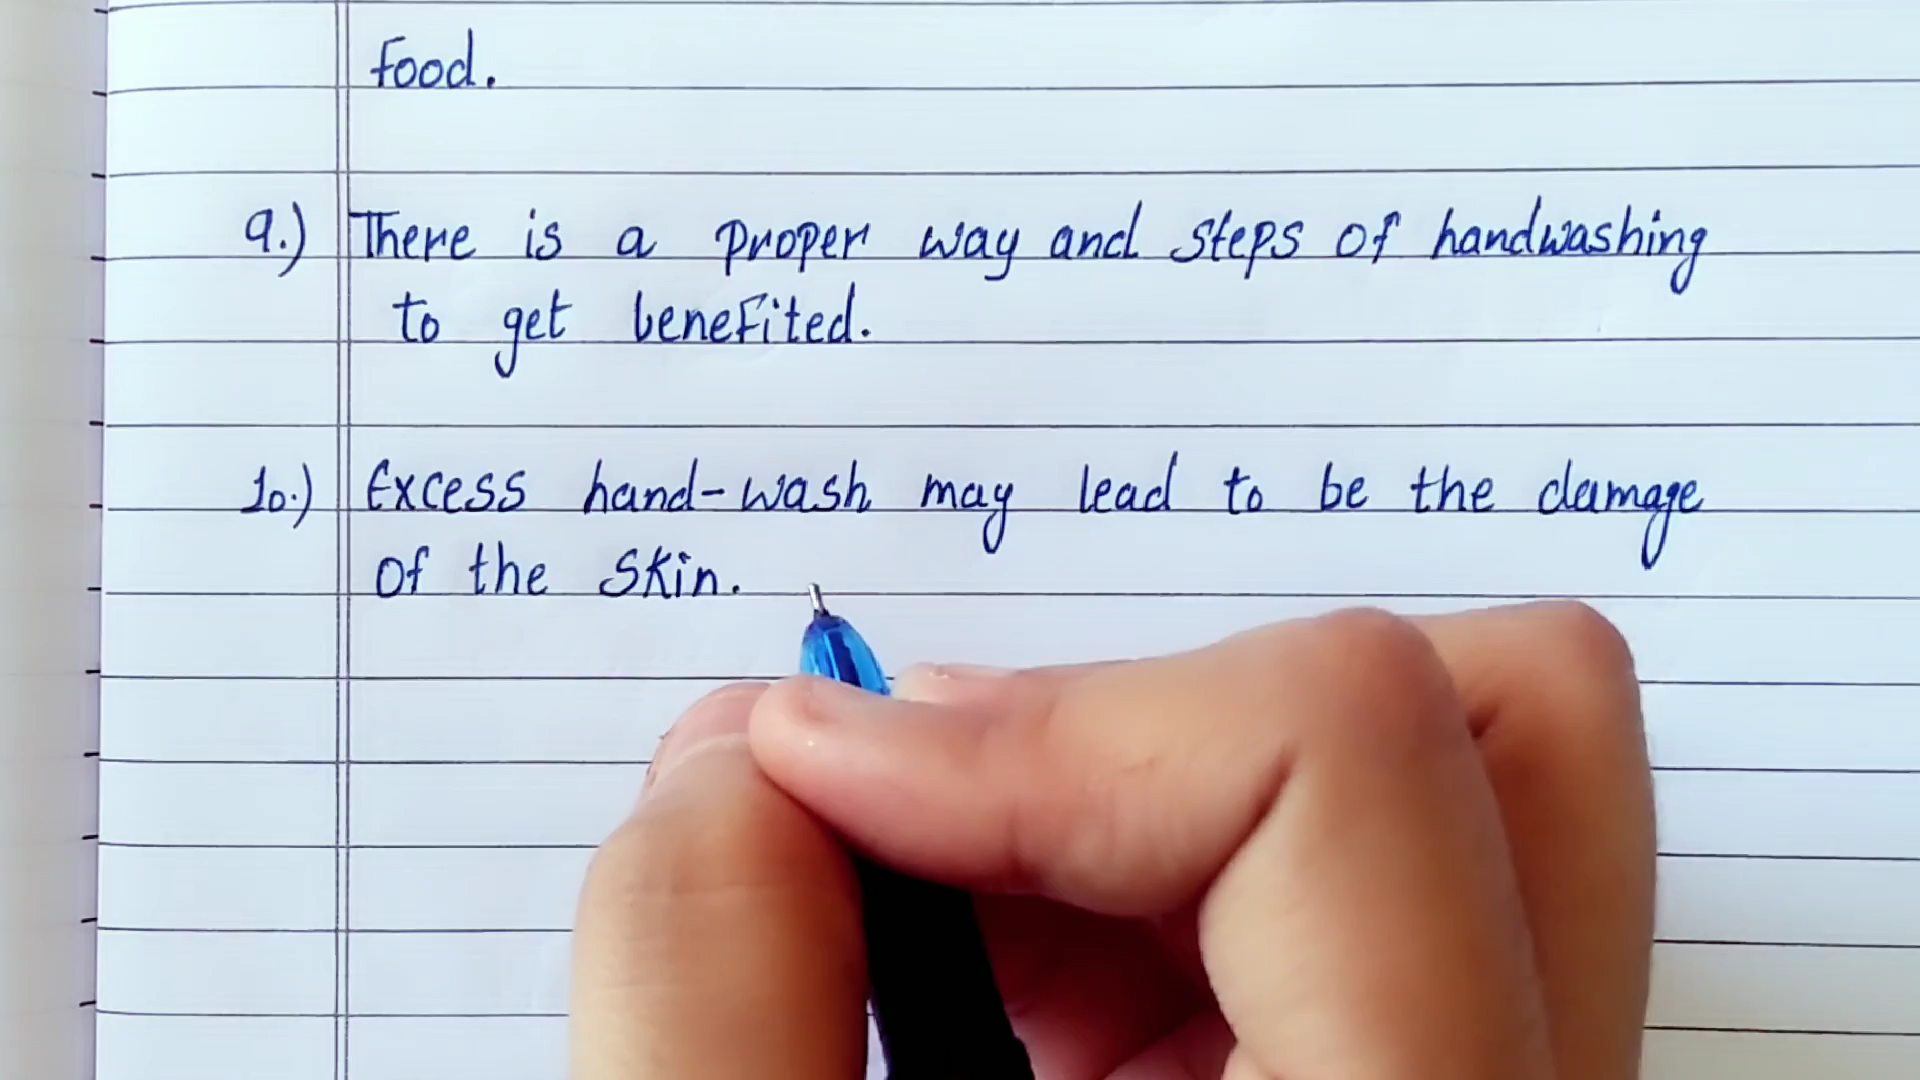 food.
9.) There is a proper way and steps of handwashing
to get benefited.
10.) Excess hand-wash may lead to be the damage
of the skin.